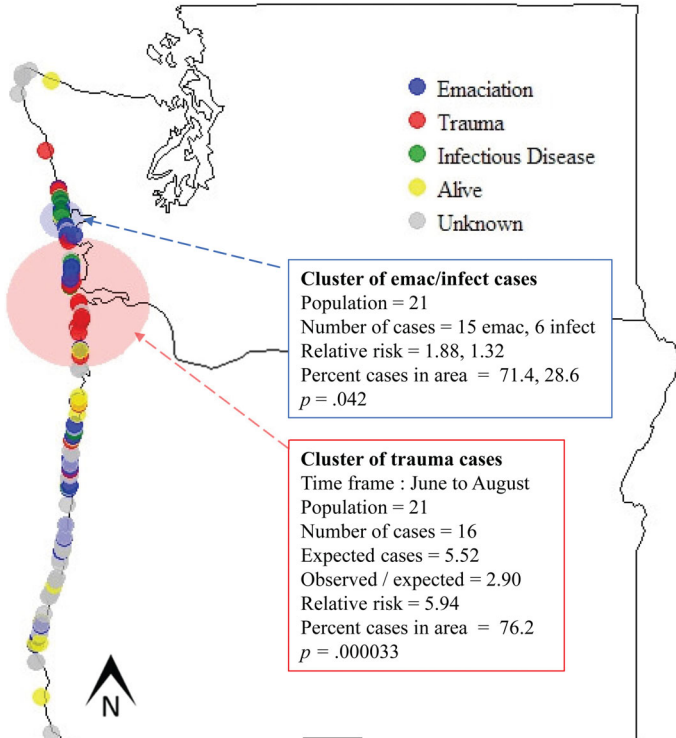 Emaciation
Trauma
Infectious Disease
Alive
Unknown
Cluster of emac/infect cases
Population = 21
Number of cases = 15 emac, 6 infect
Relative risk = 1.88, 1.32
Percent cases in area = 71.4, 28.6
p = .042
Cluster of trauma cases
Time frame : June to August
Population = 21
Number of cases = 16
Expected cases = 5.52
Observed / expected = 2.90
Relative risk = 5.94
Percent cases in area = 76.2
p = .000033
N